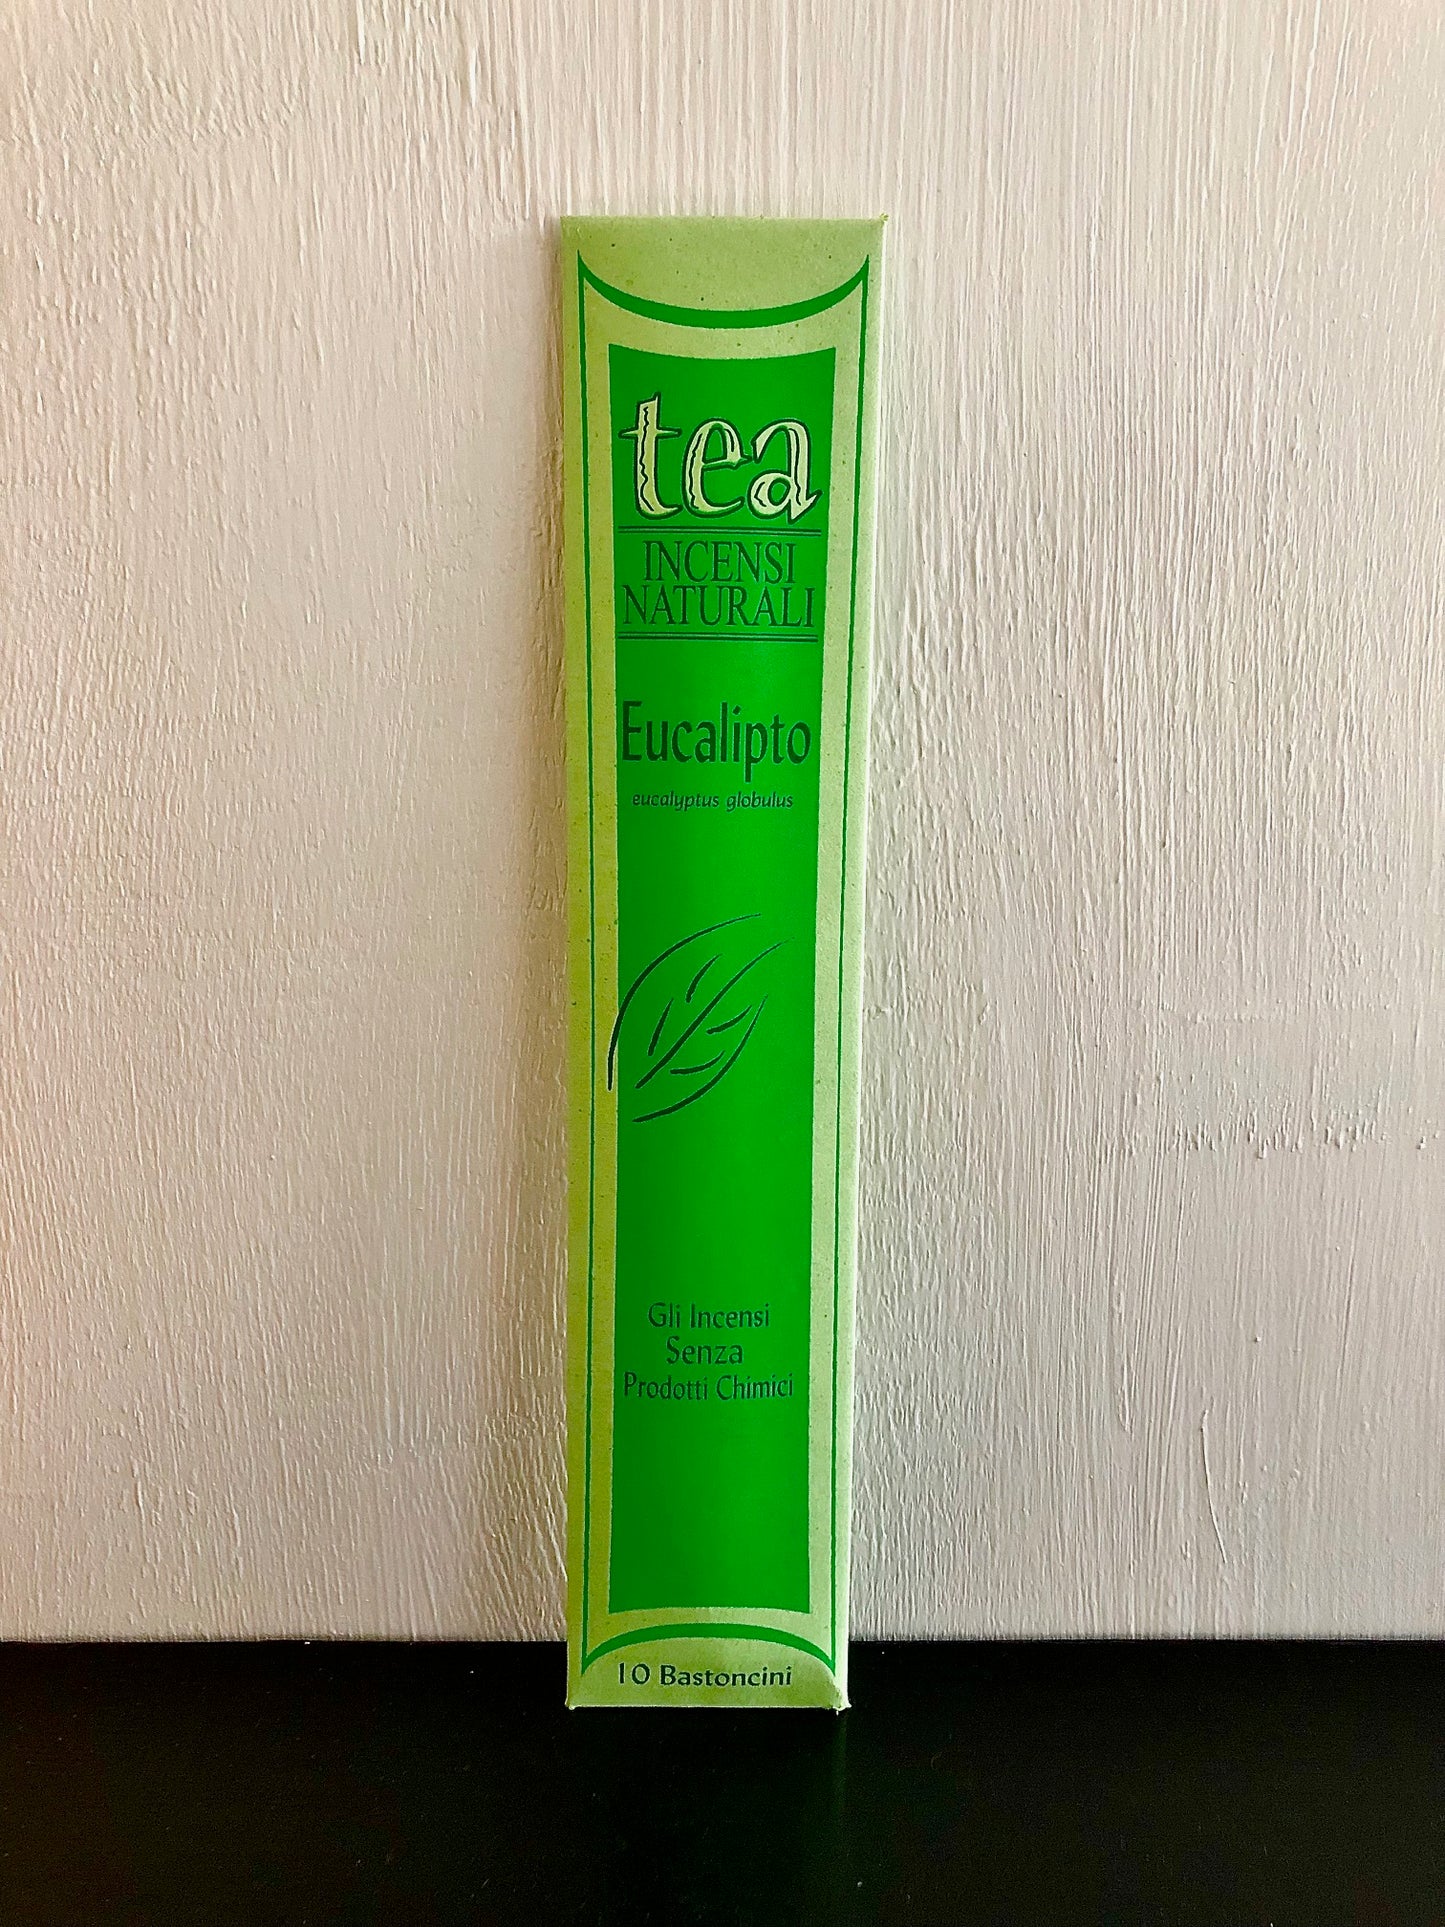 tea
INCENSI
NATURALI
Eucalipto
eucalyptus globulus
Gli Incensi
Senza
Prodotti Chimici
10 Bastoncini